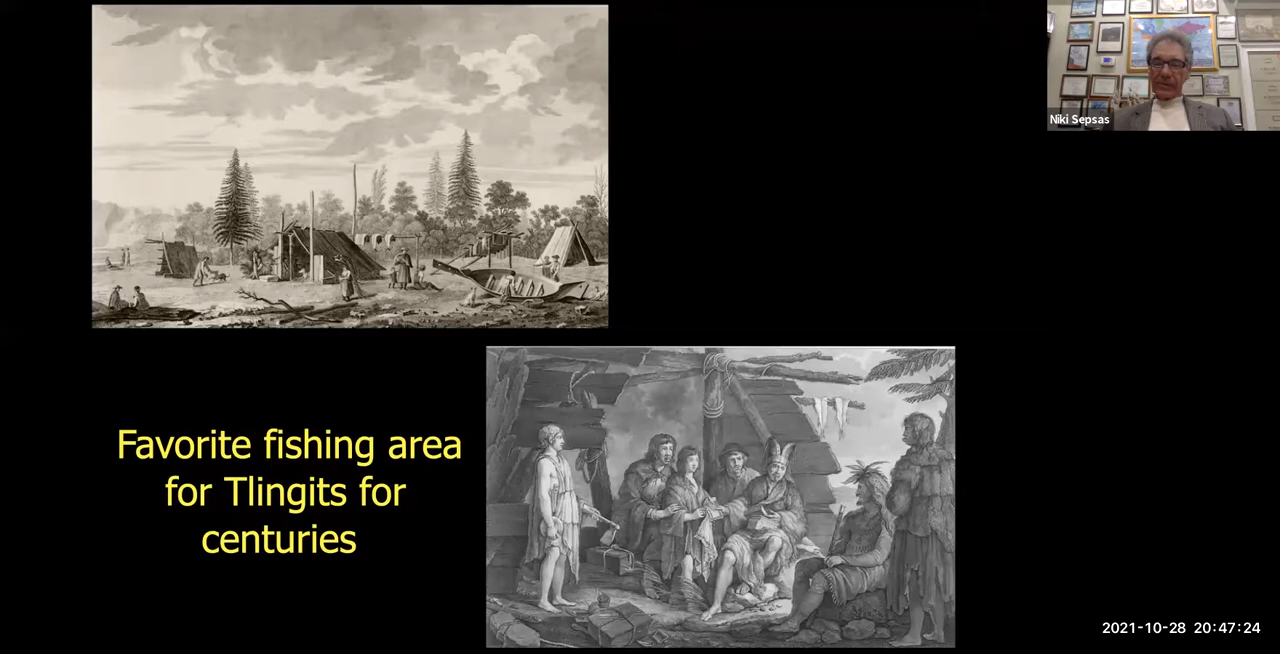 Niki Sepsas
Favorite fishing area
for Tlingits for
centuries
2021-10-28 20:47:24